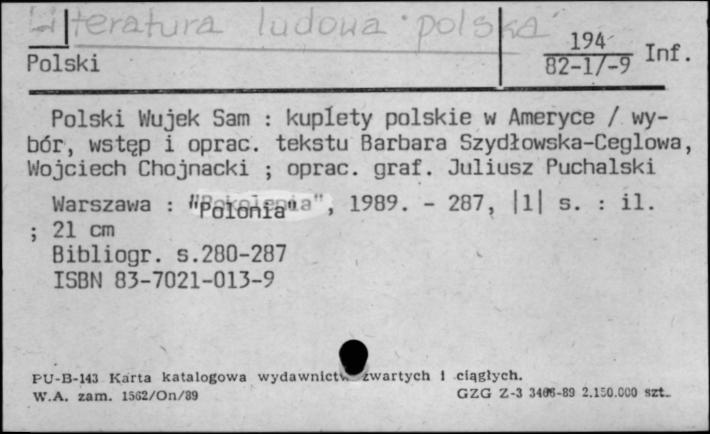 Literatura ludowa polska
194
82-1/-9 Inf.
Polski
Polski Wujek Sam : kuplety polskie w Ameryce / wy-
bór, wstęp i oprac. tekstu Barbara Szydłowska-Ceglowa,
Wojciech Chojnacki ; oprac. graf. Juliusz Puchalski
Warszawa : "Polonia", 1989. - 287, |1| s. : il.
; 21 cm
Bibliogr. s.280-287
ISBN 83-7021-013-9
PU-B-143 Karta katalogowa wydawnictw zwartych i ciągłych.
W.A. zam. 1562/On/89 GZG Z-3 3406-89 2.150.000 szt.